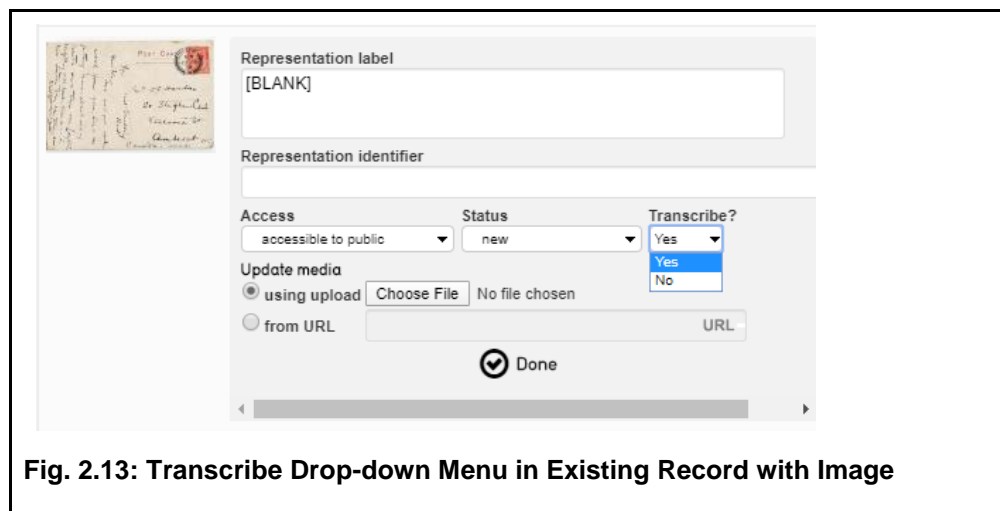 POST CARD
Representation label
[BLANK]
Representation identifier
Access Status Transcribe?
accessible to public new Yes
Yes
No
Update media
using upload Choose File No file chosen
from URL URL
Done
Fig. 2.13: Transcribe Drop-down Menu in Existing Record with Image